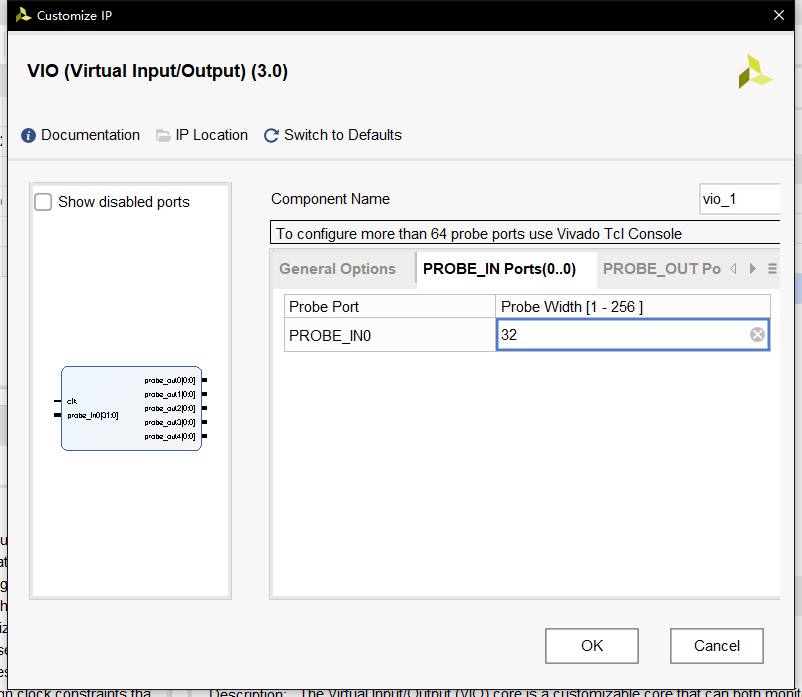 Customize IP
VIO (Virtual Input/Output) (3.0)
Documentation IP Location Switch to Defaults
Show disabled ports
Component Name vio_1
To configure more than 64 probe ports use Vivado Tcl Console
General Options PROBE_IN Ports(0..0) PROBE_OUT Po
Probe Port Probe Width [1 - 256 ]
PROBE_IN0 32
probe_out0[0:0]
probe_out1[0:0]
clk
probe_out2[0:0]
probe_in0[31:0]
probe_out3[0:0]
probe_out4[0:0]
OK Cancel
gn clock constraints tha Description: The Virtual Input/Output (VIO) core is a customizable core that can both monit